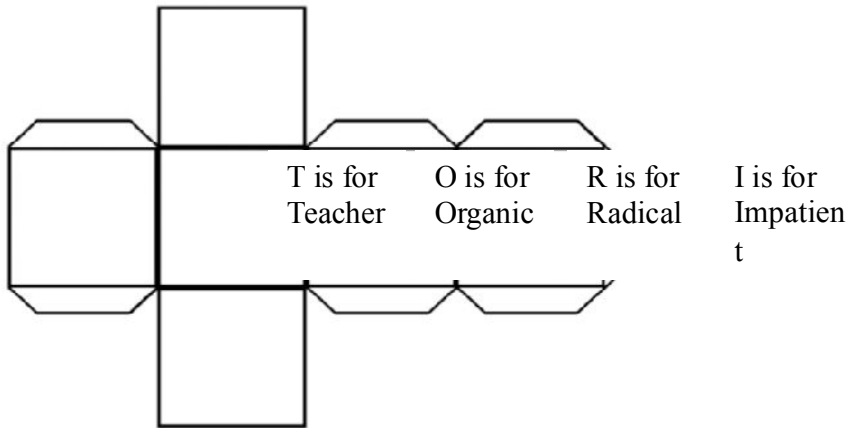 T is for
Teacher
O is for
Organic
R is for
Radical
I is for
Impatien
t